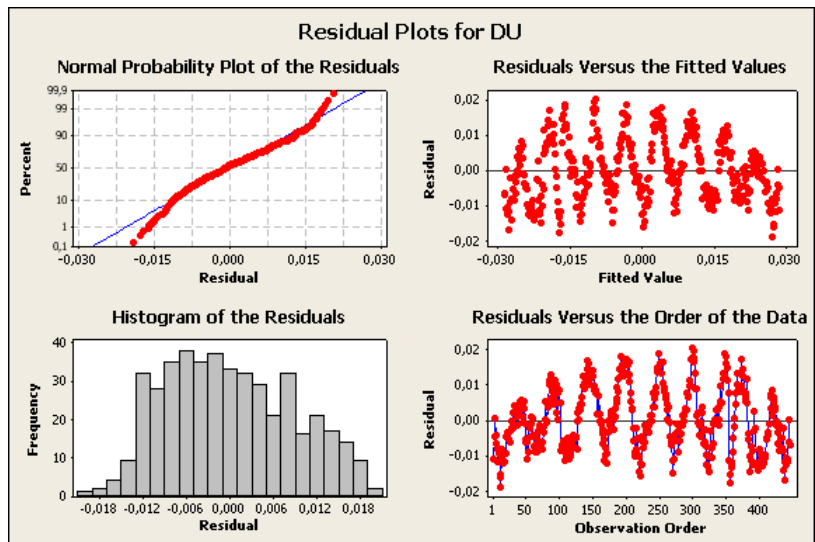 Residual Plots for DU
Normal Probability Plot of the Residuals
99,9
99
90
50
10
1
0,1
Percent
-0,030 -0,015 0,000 0,015 0,030
Residual
Residuals Versus the Fitted Values
0,02
0,01
0,00
-0,01
-0,02
Residual
-0,030 -0,015 0,000 0,015 0,030
Fitted Value
Histogram of the Residuals
40
30
20
10
0
Frequency
-0,018 -0,012 -0,006 0,000 0,006 0,012 0,018
Residual
Residuals Versus the Order of the Data
0,02
0,01
0,00
-0,01
-0,02
Residual
1 50 100 150 200 250 300 350 400
Observation Order